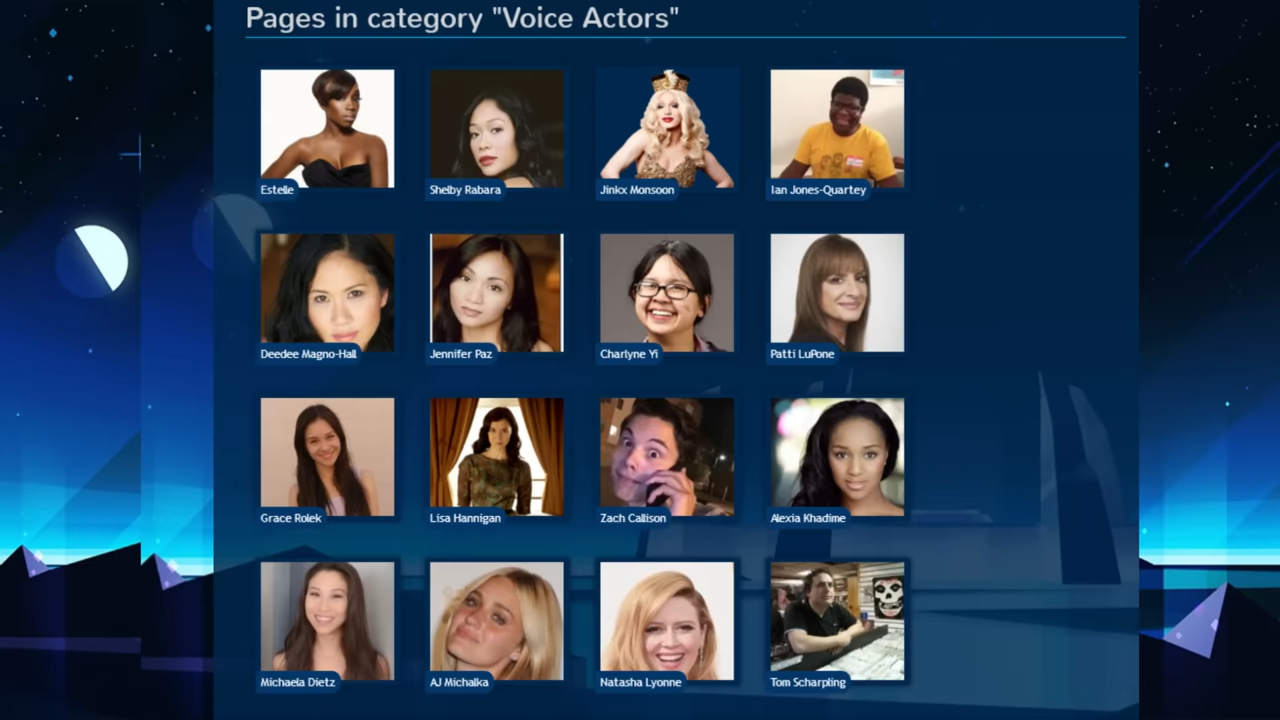 Pages in category "Voice Actors"
Estelle
Shelby Rabara
Jinkx Monsoon
Ian Jones-Quartey
Deedee Magno-Hall
Jennifer Paz
Charlyne Yi
Patti LuPone
Grace Rolek
Lisa Hannigan
Zach Callison
Alexia Khadime
Michaela Dietz
AJ Michalka
Natasha Lyonne
Tom Scharpling